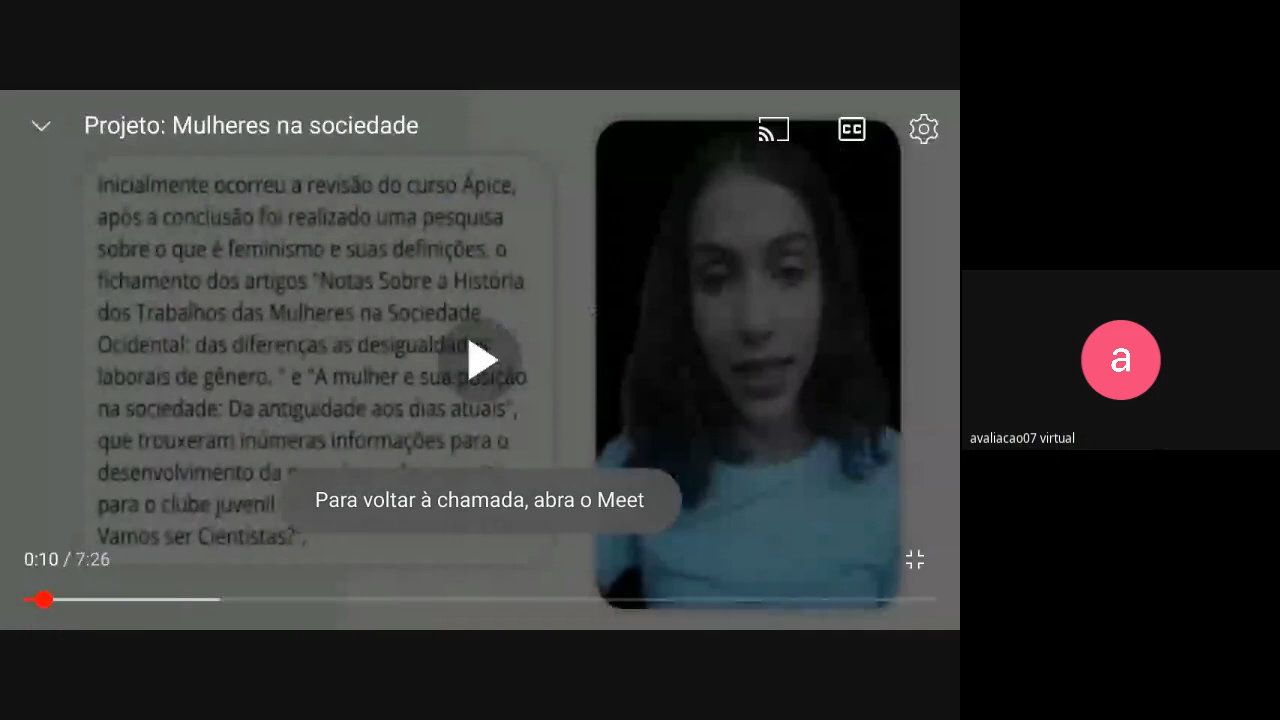 Projeto: Mulheres na sociedade
inicialmente ocorreu a revisão do curso Ápice,
após a conclusão foi realizado uma pesquisa
sobre o que é feminismo e suas definições, o
fichamento dos artigos "Notas Sobre a História
dos Trabalhos das Mulheres na Sociedade
Ocidental: das diferenças as desigualdades
laborais de gênero. " e "A mulher e sua posição
na sociedade: Da antiguidade aos dias atuais",
que trouxeram inúmeras informações para o
desenvolvimento da
para o clube juvenil
Vamos ser Cientistas?",
Para voltar à chamada, abra o Meet
0:10 / 7:26
CC
a
avaliacao07 virtual